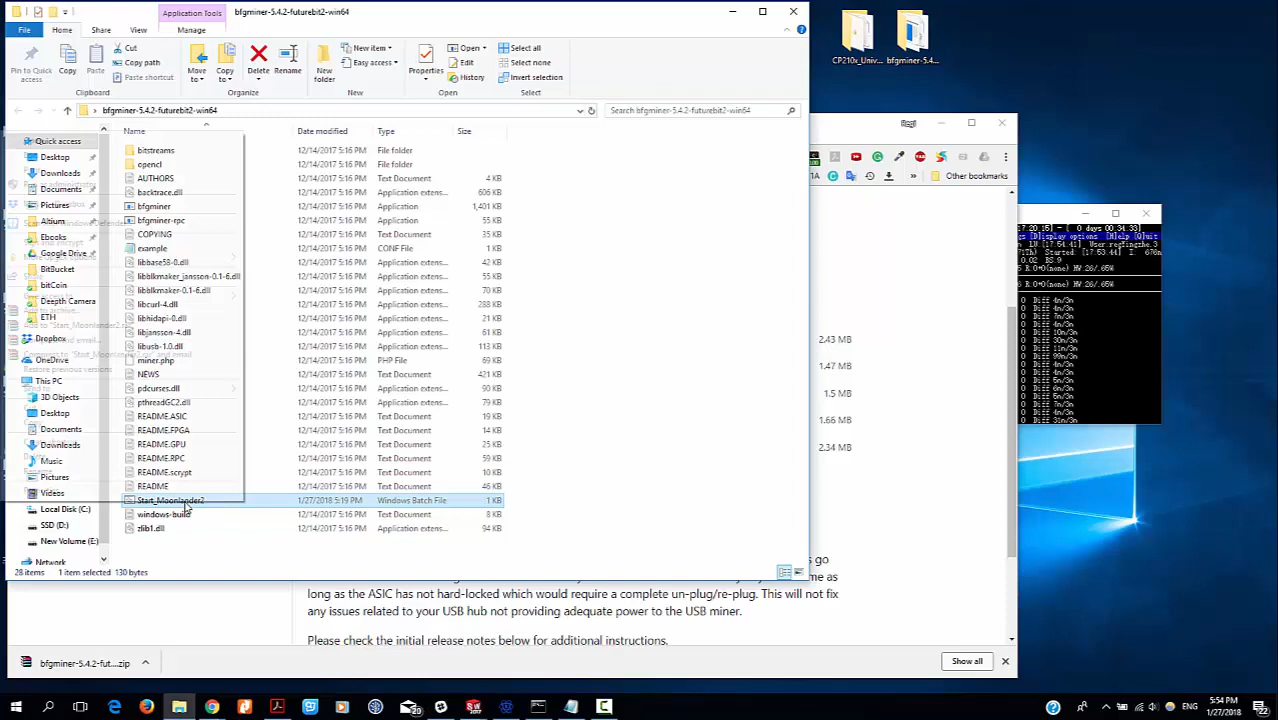 Application Tools
bfgminer-5.4.2-futurebit2-win64
File
Home
Share
View
Manage
Pin to Quick access
Copy
Paste
Cut
Copy path
Paste shortcut
Clipboard
Move to
Copy to
Delete
Rename
Organize
New folder
New item
Easy access
New
Properties
Open
Edit
History
Open
Select all
Select none
Invert selection
Select
bfgminer-5.4.2-futurebit2-win64
Search bfgminer-5.4.2-futurebit2-win64
Name Date modified Type Size
Quick access
Desktop
Downloads
Documents
Pictures
Altium
Ebooks
Google Drive
BitBucket
bitCoin
Deepth Camera
ETH
Dropbox
OneDrive
This PC
3D Objects
Desktop
Documents
Downloads
Music
Pictures
Videos
Local Disk (C:)
SSD (D:)
New Volume (E:)
Network
bitstreams 12/14/2017 5:16 PM File folder
opencl 12/14/2017 5:16 PM File folder
AUTHORS 12/14/2017 5:16 PM Text Document 4 KB
backtrace.dll 12/14/2017 5:16 PM Application extens... 606 KB
bfgminer 12/14/2017 5:16 PM Application 1,401 KB
bfgminer-rpc 12/14/2017 5:16 PM Application 55 KB
COPYING 12/14/2017 5:16 PM Text Document 35 KB
example 12/14/2017 5:16 PM CONF File 1 KB
libbase58-0.dll 12/14/2017 5:16 PM Application extens... 42 KB
libblkmaker_jansson-0.1-6.dll 12/14/2017 5:16 PM Application extens... 55 KB
libblkmaker-0.1-6.dll 12/14/2017 5:16 PM Application extens... 70 KB
libcurl-4.dll 12/14/2017 5:16 PM Application extens... 288 KB
libhidapi-0.dll 12/14/2017 5:16 PM Application extens... 31 KB
libjansson-4.dll 12/14/2017 5:16 PM Application extens... 61 KB
libusb-1.0.dll 12/14/2017 5:16 PM Application extens... 113 KB
miner.php 12/14/2017 5:16 PM PHP File 69 KB
NEWS 12/14/2017 5:16 PM Text Document 421 KB
pdcurses.dll 12/14/2017 5:16 PM Application extens... 90 KB
pthreadGC2.dll 12/14/2017 5:16 PM Application extens... 64 KB
README.ASIC 12/14/2017 5:16 PM Text Document 19 KB
README.FPGA 12/14/2017 5:16 PM Text Document 14 KB
README.GPU 12/14/2017 5:16 PM Text Document 25 KB
README.RPC 12/14/2017 5:16 PM Text Document 43 KB
README.scrypt 12/14/2017 5:16 PM Text Document 10 KB
README 12/14/2017 5:16 PM Text Document 46 KB
Start_Moonlander2 1/27/2018 5:19 PM Windows Batch File 1 KB
windows-build 12/14/2017 5:16 PM Text Document 8 KB
zlib1.dll 12/14/2017 5:16 PM Application extens... 94 KB
28 items 1 item selected 130 bytes
CP210x_Univ...
bfgminer-5.4...
Other bookmarks
2.43 MB
1.47 MB
1.5 MB
1.66 MB
2.34 MB
s go
me as
long as the ASIC has not hard-locked which would require a complete un-plug/re-plug. This will not fix
any issues related to your USB hub not providing adequate power to the USB miner.
Please check the initial release notes below for additional instructions.
bfgminer-5.4.2-fut....zip
Show all
ENG
5:54 PM
1/27/2018